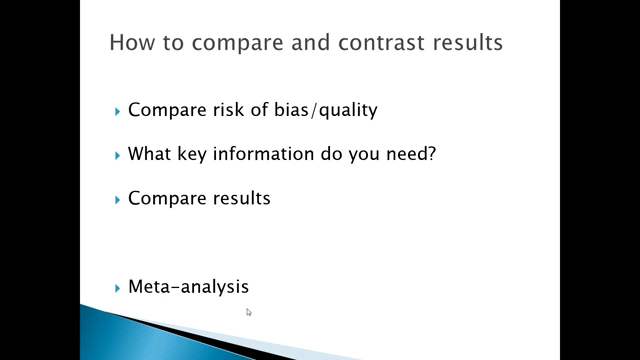 How to compare and contrast results
Compare risk of bias/quality
What key information do you need?
Compare results
Meta-analysis